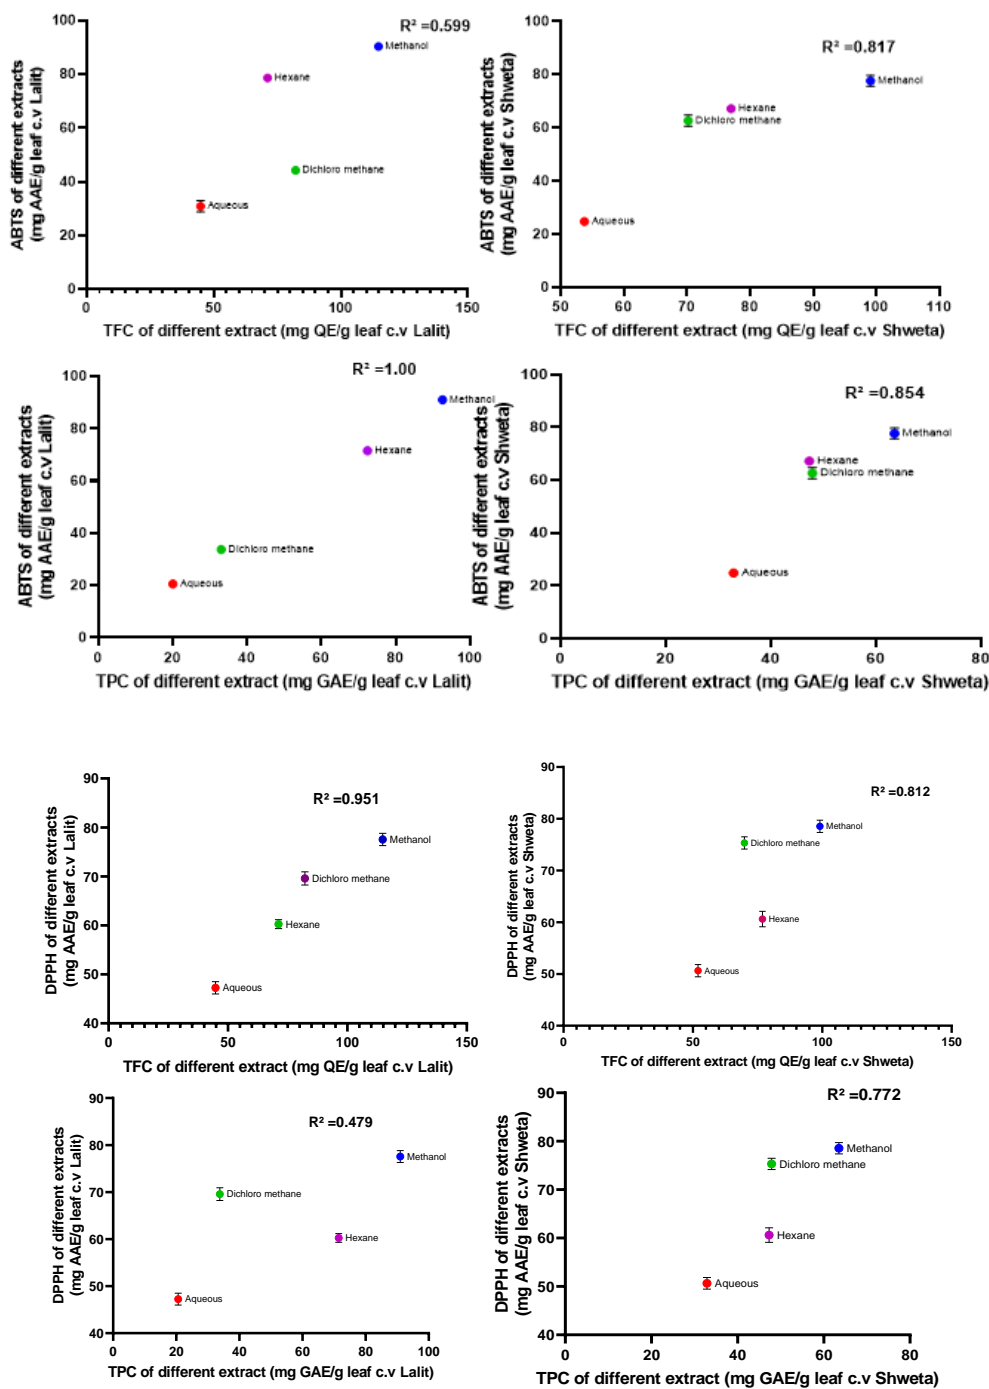 R² =0.599
100
80
60
40
20
0
Methanol
Hexane
Dichloro methane
Aqueous
0
50
100
150
ABTS of different extracts
(mg AAE/g leaf c.v Lalit)
TFC of different extract (mg QE/g leaf c.v Lalit)
R² =0.817
100
80
60
40
20
0
Methanol
Hexane
Dichloro methane
Aqueous
50
60
70
80
90
100
110
ABTS of different extracts
(mg AAE/g leaf c.v Shweta)
TFC of different extract (mg QE/g leaf c.v Shweta)
R² =1.00
100
80
60
40
20
0
Methanol
Hexane
Dichloro methane
Aqueous
0
20
40
60
80
100
ABTS of different extracts
(mg AAE/g leaf c.v Lalit)
TPC of different extract (mg GAE/g leaf c.v Lalit)
R² =0.854
100
80
60
40
20
0
Methanol
Hexane
Dichloro methane
Aqueous
0
20
40
60
80
ABTS of different extracts
(mg AAE/g leaf c.v Shweta)
TPC of different extract (mg GAE/g leaf c.v Shweta)
R² =0.951
90
80
70
60
50
40
Methanol
Dichloro methane
Hexane
Aqueous
0
50
100
150
DPPH of different extracts
(mg AAE/g leaf c.v Lalit)
TFC of different extract (mg QE/g leaf c.v Lalit)
R² =0.812
90
80
70
60
50
40
Methanol
Dichloro methane
Hexane
Aqueous
0
50
100
150
DPPH of different extracts
(mg AAE/g leaf c.v Shweta)
TFC of different extract (mg QE/g leaf c.v Shweta)
R² =0.479
90
80
70
60
50
40
Methanol
Dichloro methane
Hexane
Aqueous
0
20
40
60
80
100
DPPH of different extracts
(mg AAE/g leaf c.v Lalit)
TPC of different extract (mg GAE/g leaf c.v Lalit)
R² =0.772
90
80
70
60
50
40
Methanol
Dichloro methane
Hexane
Aqueous
0
20
40
60
80
DPPH of different extracts
(mg AAE/g leaf c.v Shweta)
TPC of different extract (mg GAE/g leaf c.v Shweta)